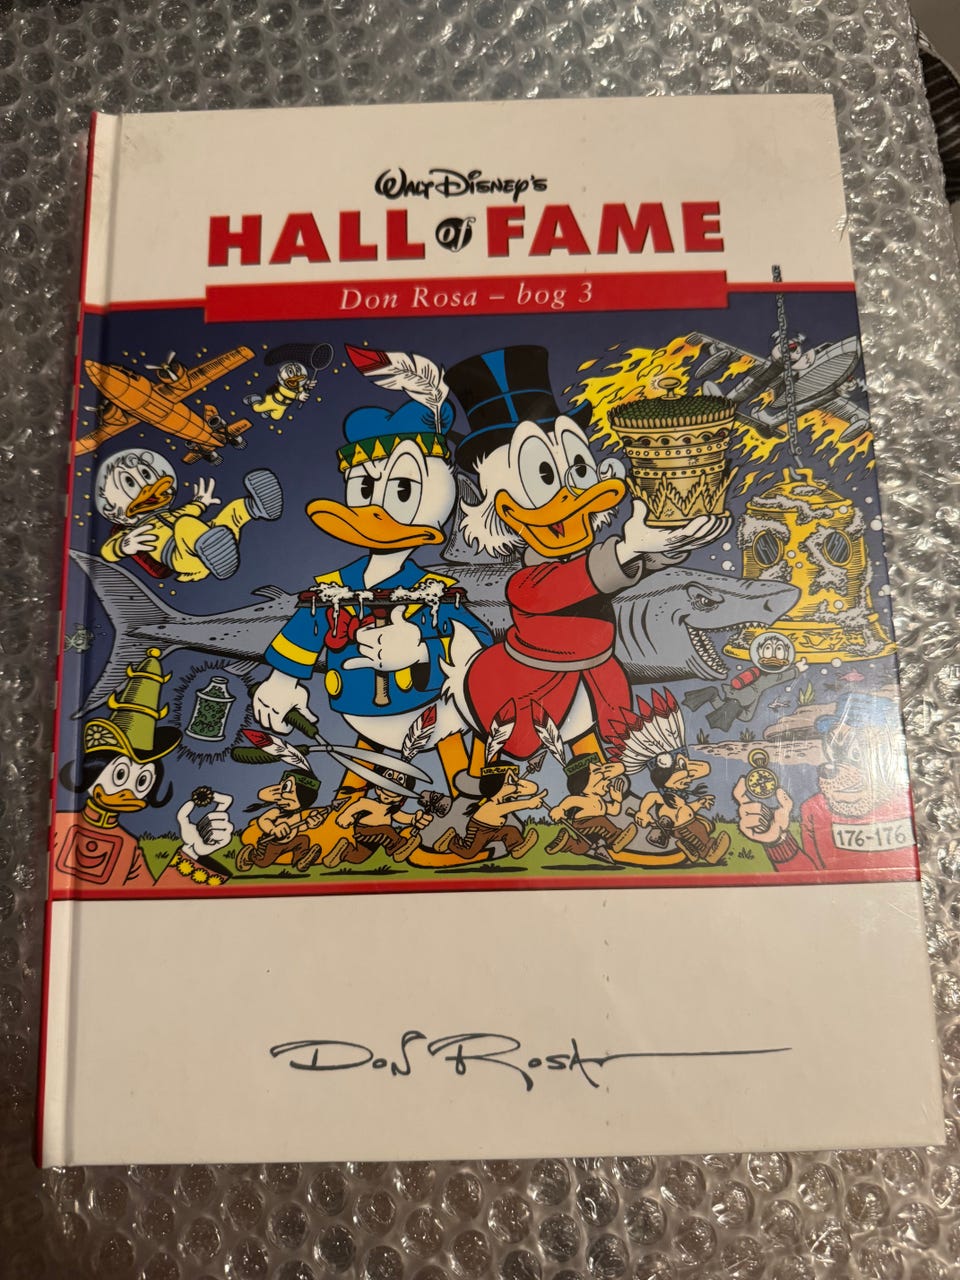 Walt Disney's
HALL of FAME
Don Rosa – bog 3
176-176
Don Rosa